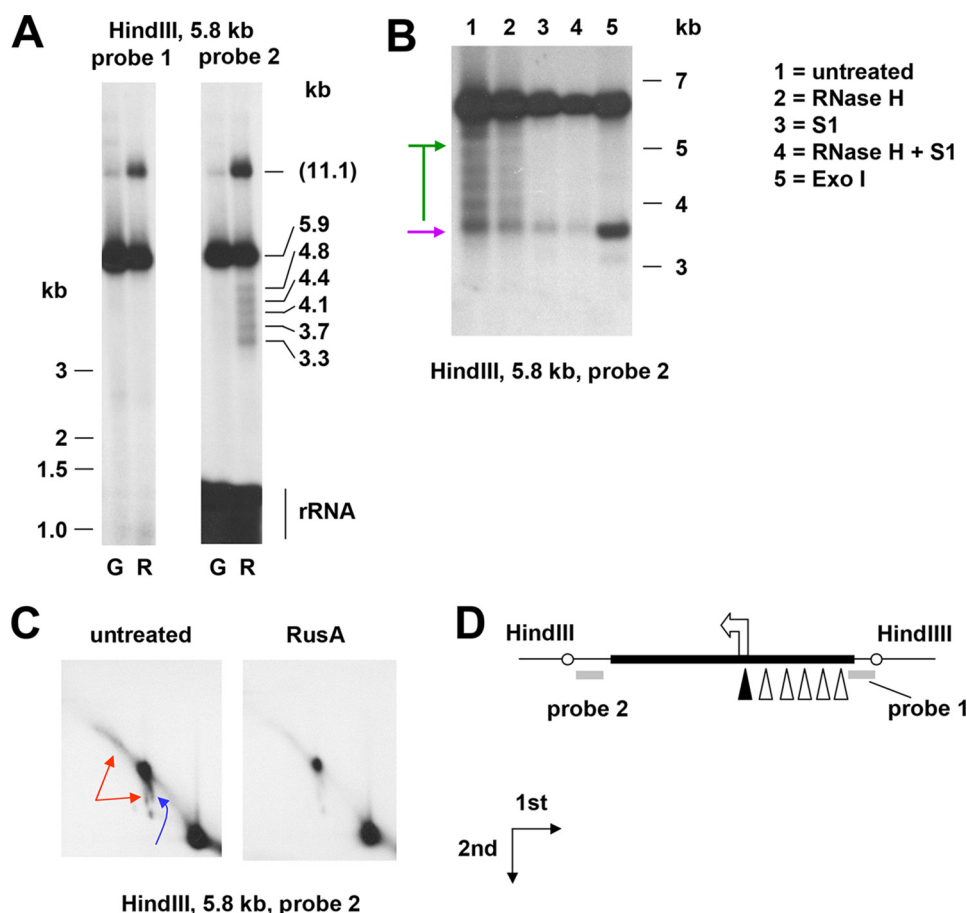 A
HindIII, 5.8 kb
probe 1 probe 2
kb
(11.1)
5.9
4.8
4.4
4.1
3.7
3.3
kb
3
2
1.5
1.0
rRNA
G R G R
B
1 2 3 4 5 kb
7
5
4
3
HindIII, 5.8 kb, probe 2
1 = untreated
2 = RNase H
3 = S1
4 = RNase H + S1
5 = Exo I
C
untreated RusA
HindIII, 5.8 kb, probe 2
D
HindIII HindIIII
probe 2 probe 1
1st
2nd